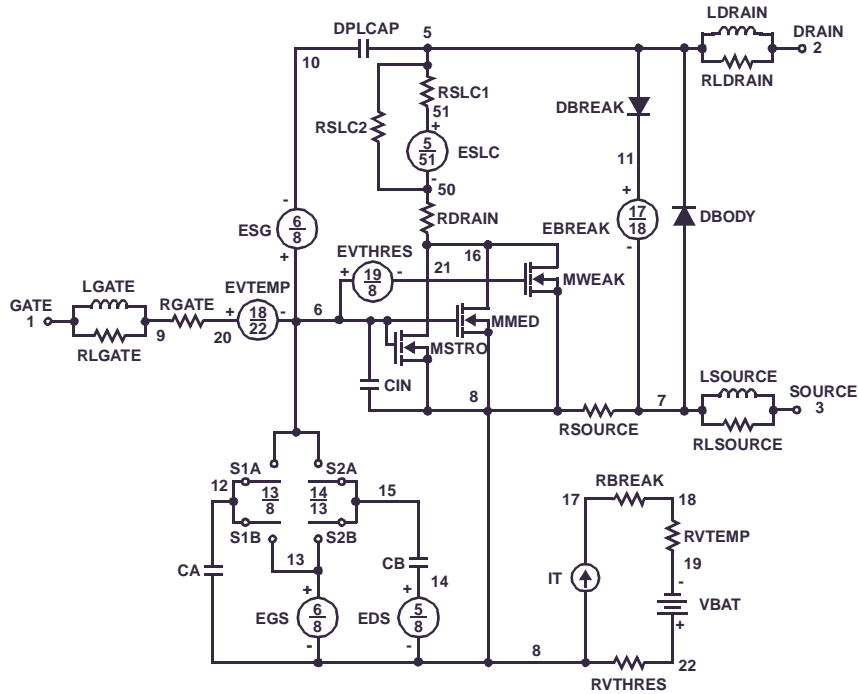 LDRAIN
DPLCAP 5 DRAIN
10 2
RSLC1 RLDRAIN
51 DBREAK
RSLC2 +
5
51 ESLC 11
-
50 +
- 17
18
6
8 RDRAIN EBREAK DBODY
ESG -
+ EVTHRES 16
+ 19
8 - 21 MWEAK
LGATE EVTEMP
GATE RGATE + 18
22 - 6 MMED
1 9 20 MSTRO
RLGATE LSOURCE
CIN 8 7 SOURCE
3
RSOURCE RLSOURCE
S1A S2A RBREAK
12 13
8 14
13 15 17 18
S1B S2B RVTEMP
13 CB 19
CA 14 IT -
+ + VBAT
EGS 6
8 EDS 5
8 +
- - 8 22
RVTHRES